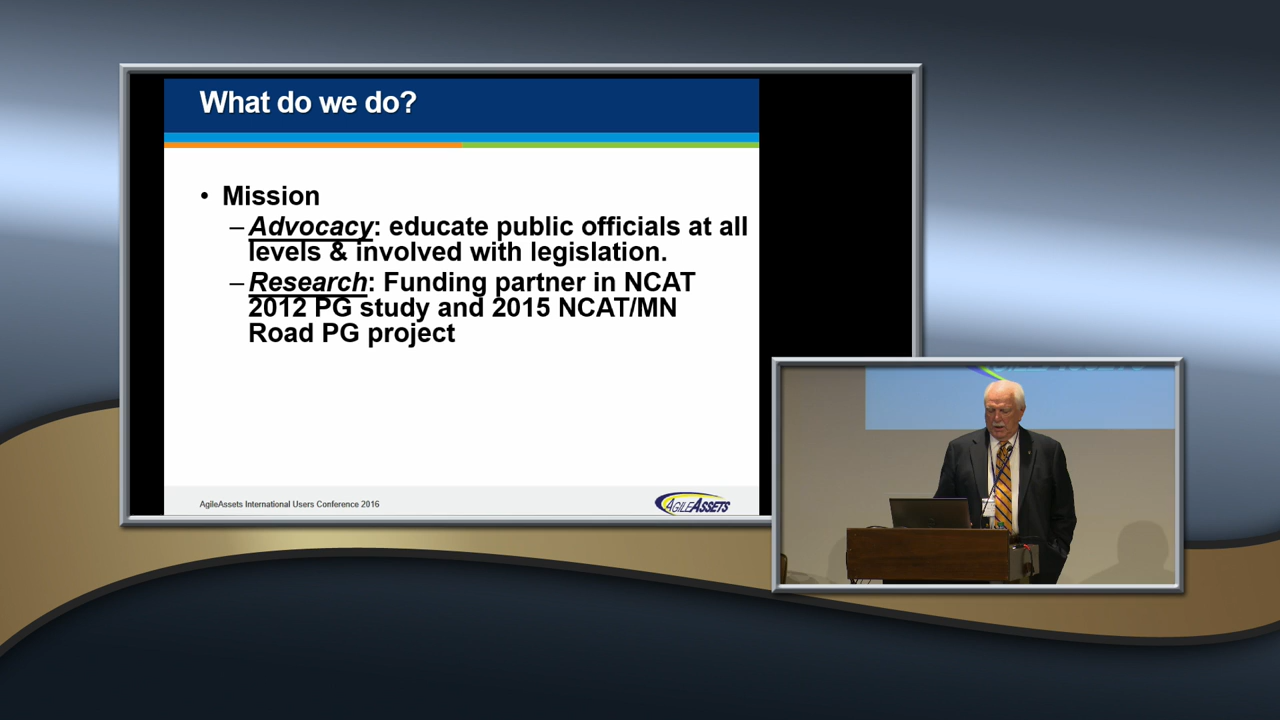 What do we do?
• Mission
– Advocacy: educate public officials at all
levels & involved with legislation.
– Research: Funding partner in NCAT
2012 PG study and 2015 NCAT/MN
Road PG project
AgileAssets International Users Conference 2016
AGILEASSETS